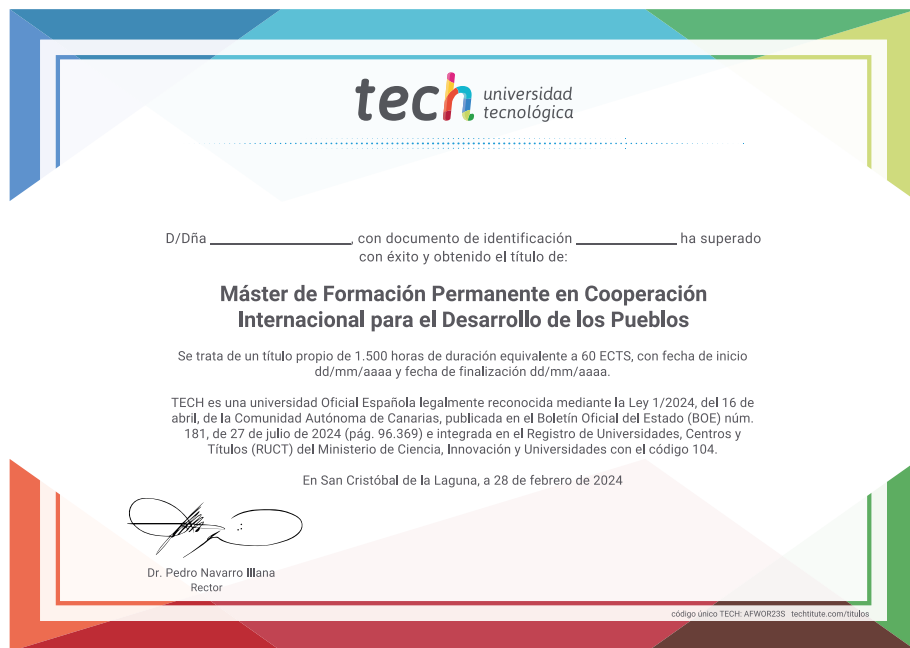 tech universidad
tecnológica
D/Dña ____________________, con documento de identificación ______________ ha superado
con éxito y obtenido el título de:
Máster de Formación Permanente en Cooperación
Internacional para el Desarrollo de los Pueblos
Se trata de un título propio de 1.500 horas de duración equivalente a 60 ECTS, con fecha de inicio
dd/mm/aaaa y fecha de finalización dd/mm/aaaa.
TECH es una universidad Oficial Española legalmente reconocida mediante la Ley 1/2024, del 16 de
abril, de la Comunidad Autónoma de Canarias, publicada en el Boletín Oficial del Estado (BOE) núm.
181, de 27 de julio de 2024 (pág. 96.369) e integrada en el Registro de Universidades, Centros y
Títulos (RUCT) del Ministerio de Ciencia, Innovación y Universidades con el código 104.
En San Cristóbal de la Laguna, a 28 de febrero de 2024
Dr. Pedro Navarro Illana
Rector
código único TECH: AFWOR23S techtitute.com/titulos